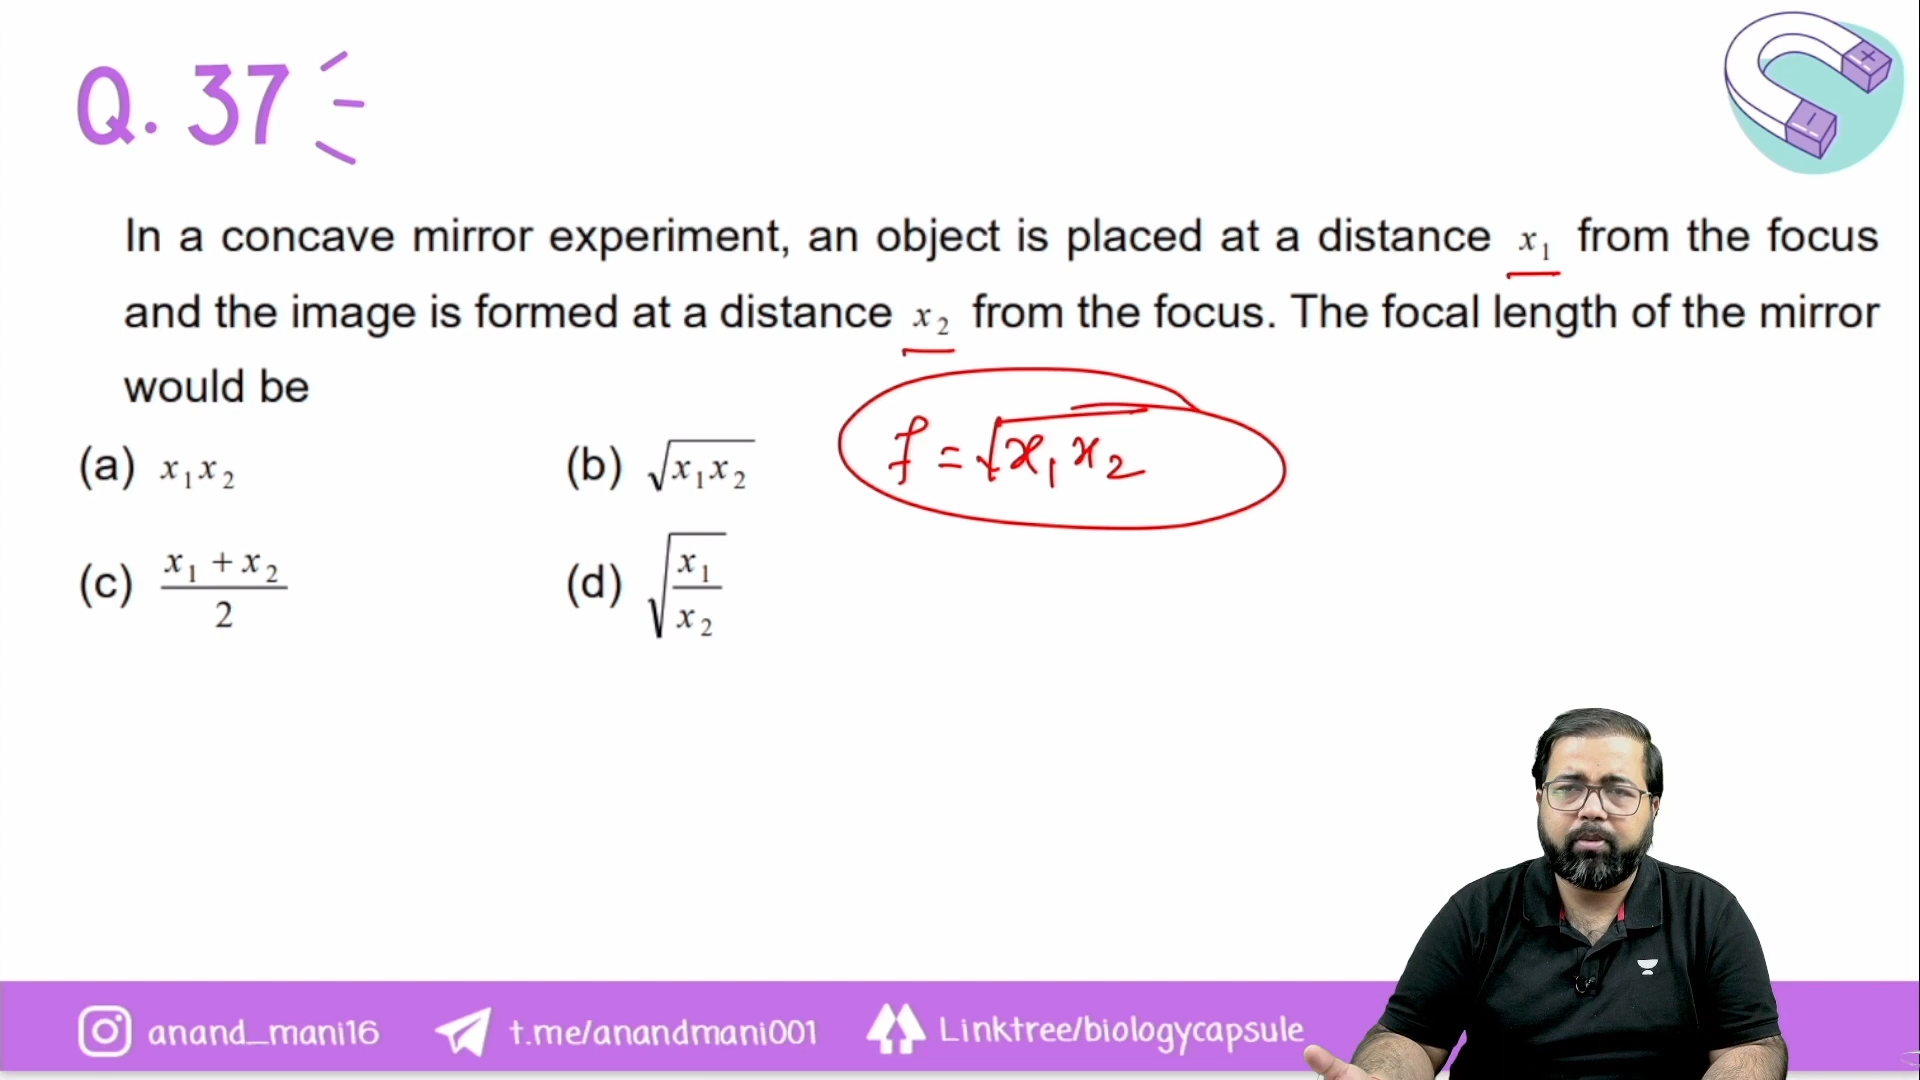 Q. 37
In a concave mirror experiment, an object is placed at a distance x₁ from the focus
and the image is formed at a distance x₂ from the focus. The focal length of the mirror
would be
f = √x₁x₂
(a) x₁x₂ (b) √x₁x₂
(c) (x₁ + x₂)/2 (d) √(x₁/x₂)
anand_mani16 t.me/anandmani001 Linktree/biologycapsule